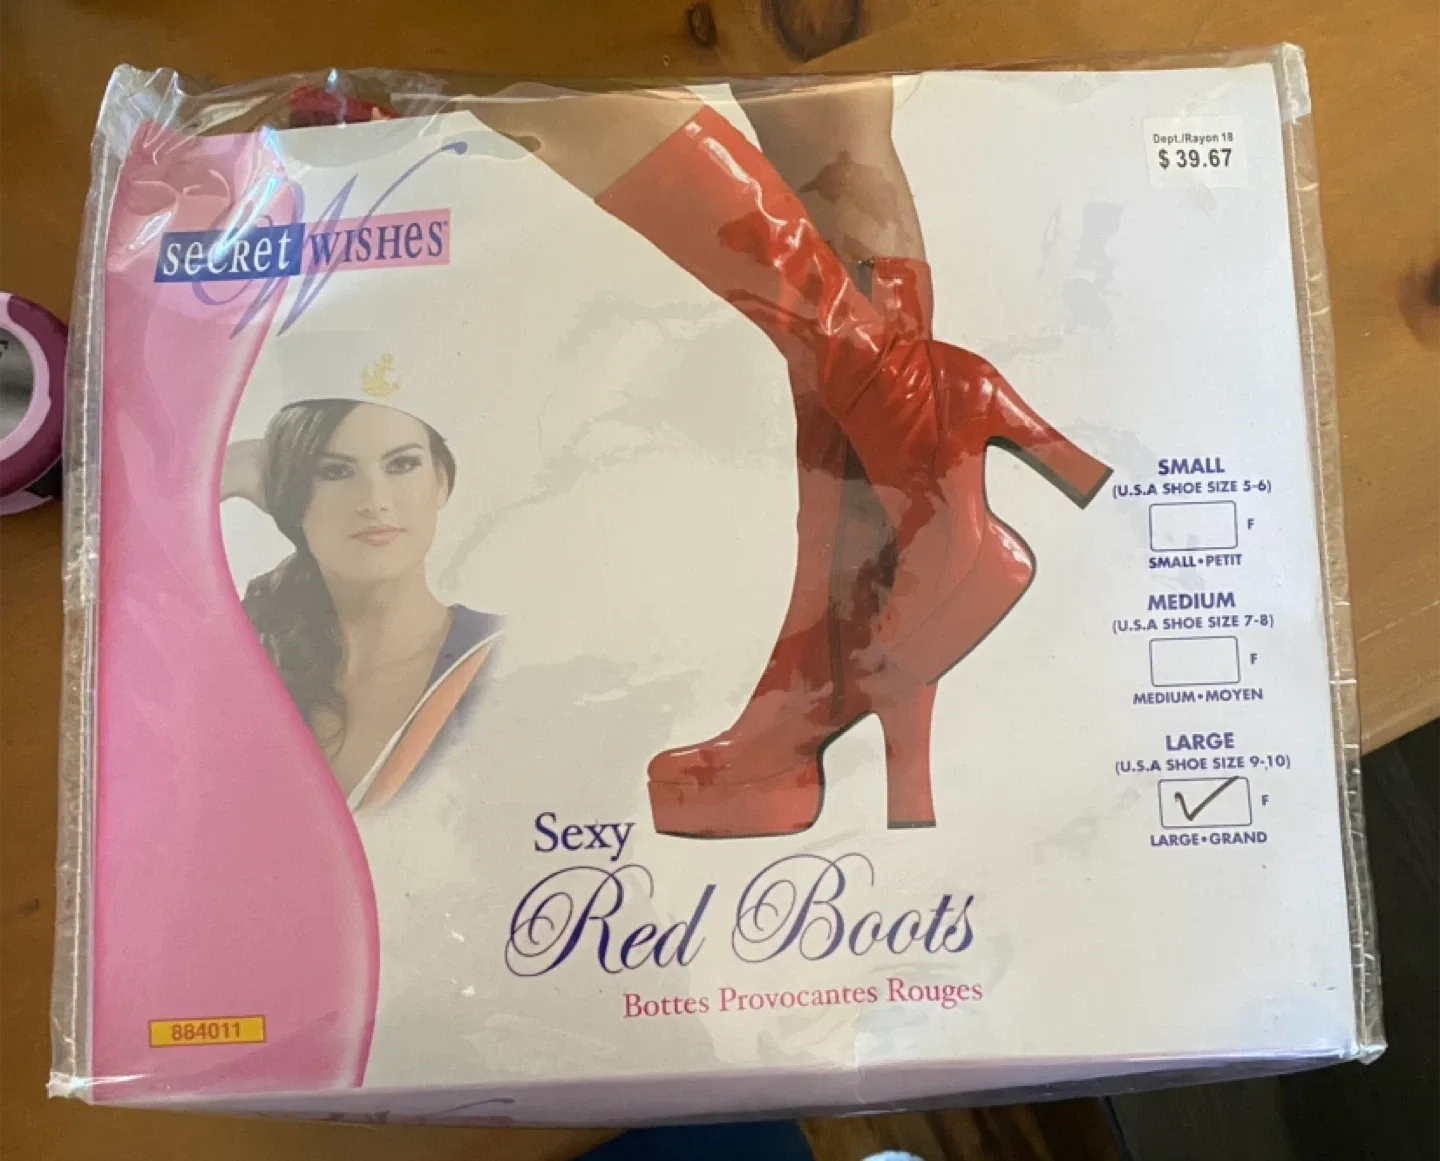 Dept./Rayon 18
$ 39.67
SecRet WISHeS
SMALL
(U.S.A SHOE SIZE 5-6)
F
SMALL•PETIT
MEDIUM
(U.S.A SHOE SIZE 7-8)
F
MEDIUM•MOYEN
LARGE
(U.S.A SHOE SIZE 9-10)
F
LARGE•GRAND
Sexy
Red Boots
Bottes Provocantes Rouges
884011